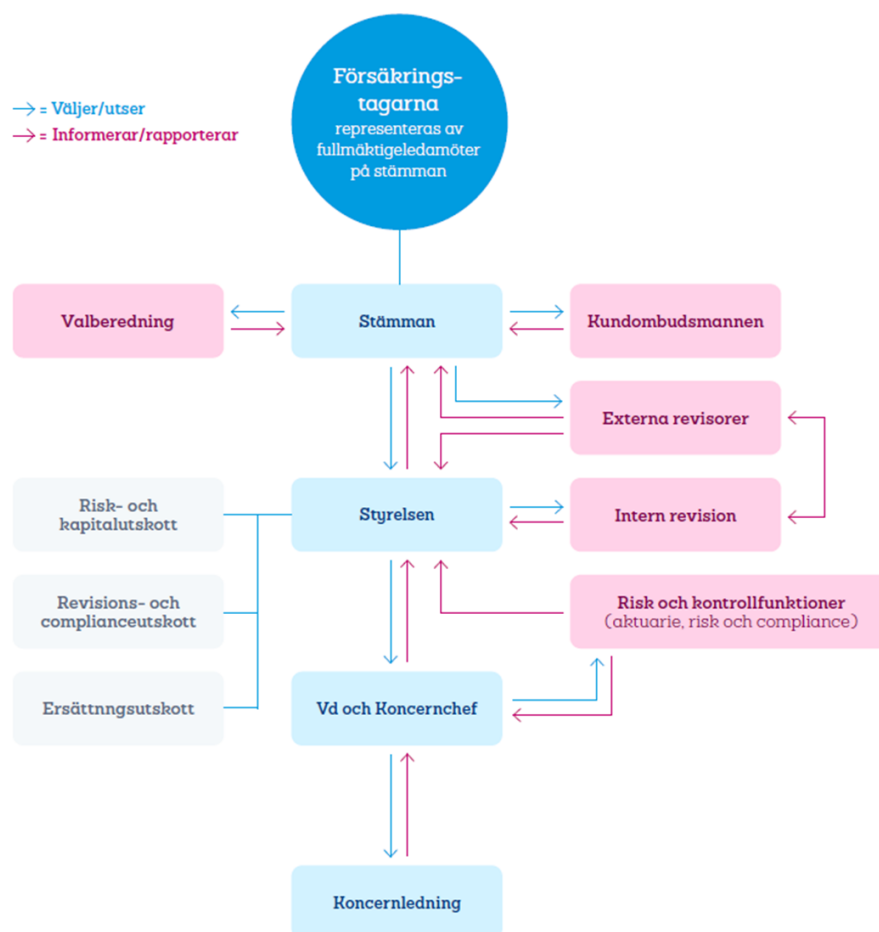 Försäkrings-
tagarna
representeras av
fullmäktigeledamöter
på stämman
→ = Väljer/utser
→ = Informerar/rapporterar
Valberedning
Stämman
Kundombudsmannen
Externa revisorer
Risk- och
kapitalutskott
Styrelsen
Intern revision
Revisions- och
complianceutskott
Risk och kontrollfunktioner
(aktuarie, risk och compliance)
Ersättnngsutskott
Vd och Koncernchef
Koncernledning